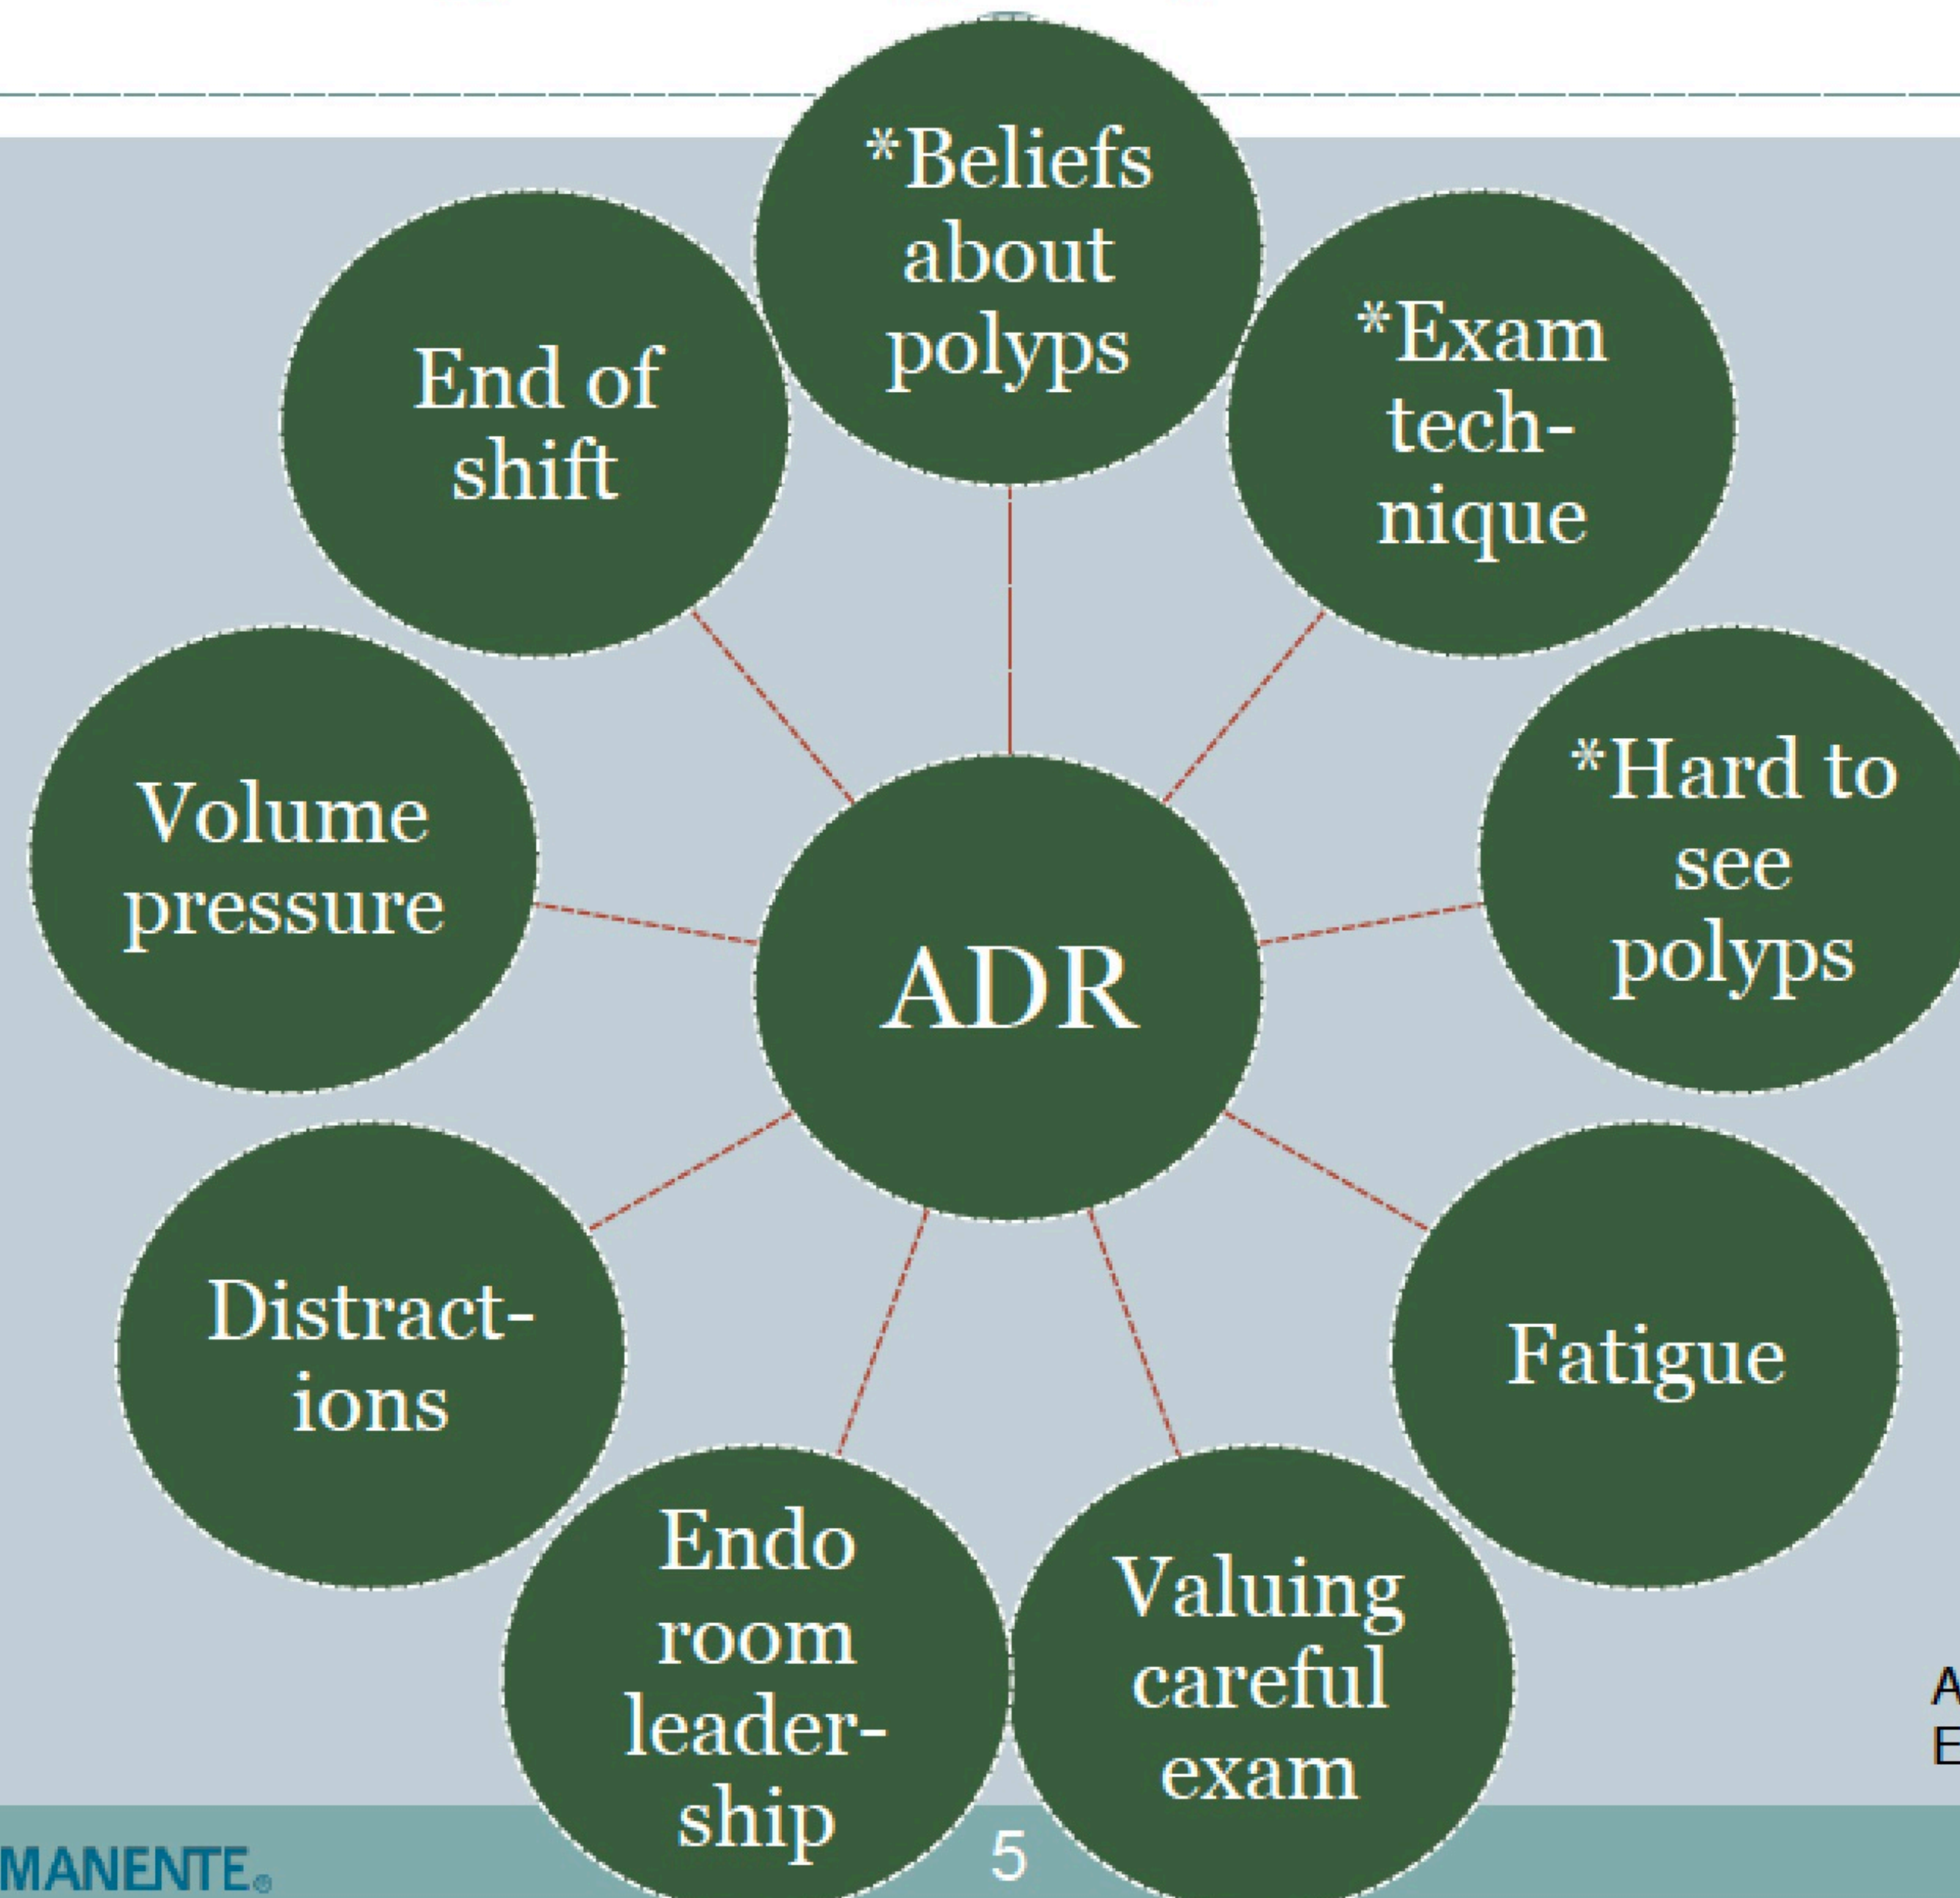 *Beliefs
about
polyps
*Exam
tech-
nique
*Hard to
see
polyps
Fatigue
Valuing
careful
exam
Endo
room
leader-
ship
Distract-
ions
Volume
pressure
End of
shift
ADR
A
E
MANENTE®
5